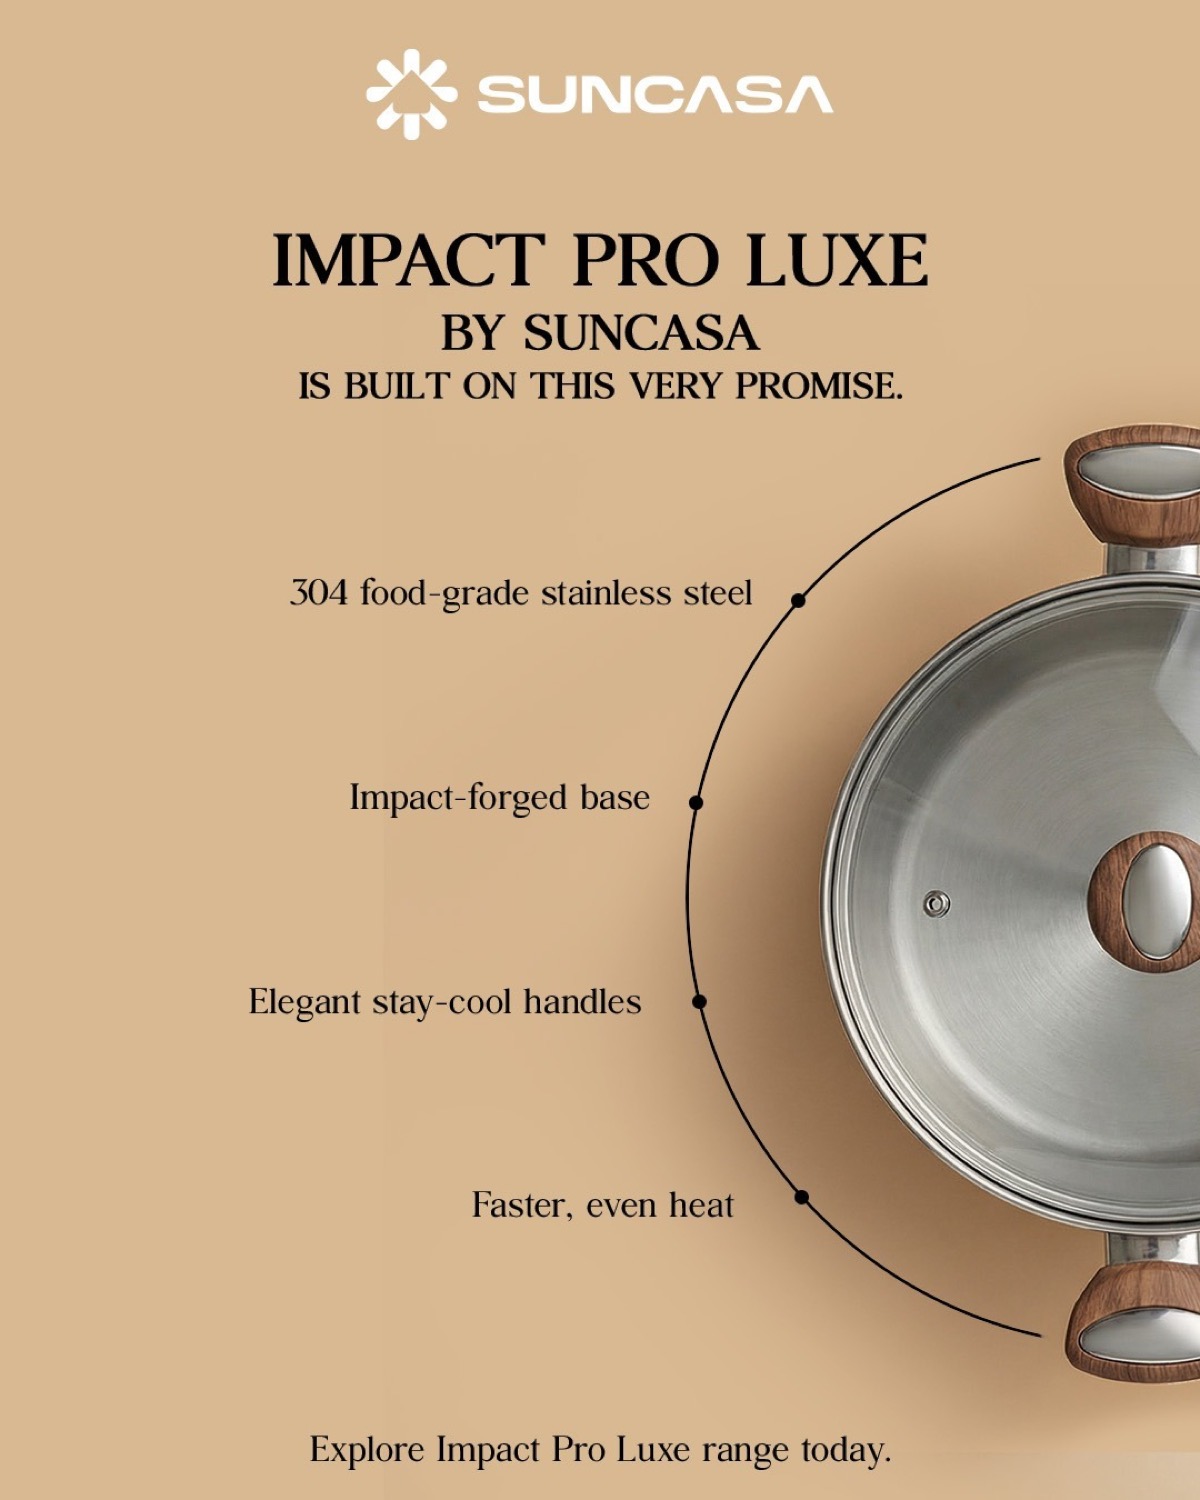 SUNCASA
IMPACT PRO LUXE
BY SUNCASA
IS BUILT ON THIS VERY PROMISE.
304 food-grade stainless steel
Impact-forged base
Elegant stay-cool handles
Faster, even heat
Explore Impact Pro Luxe range today.